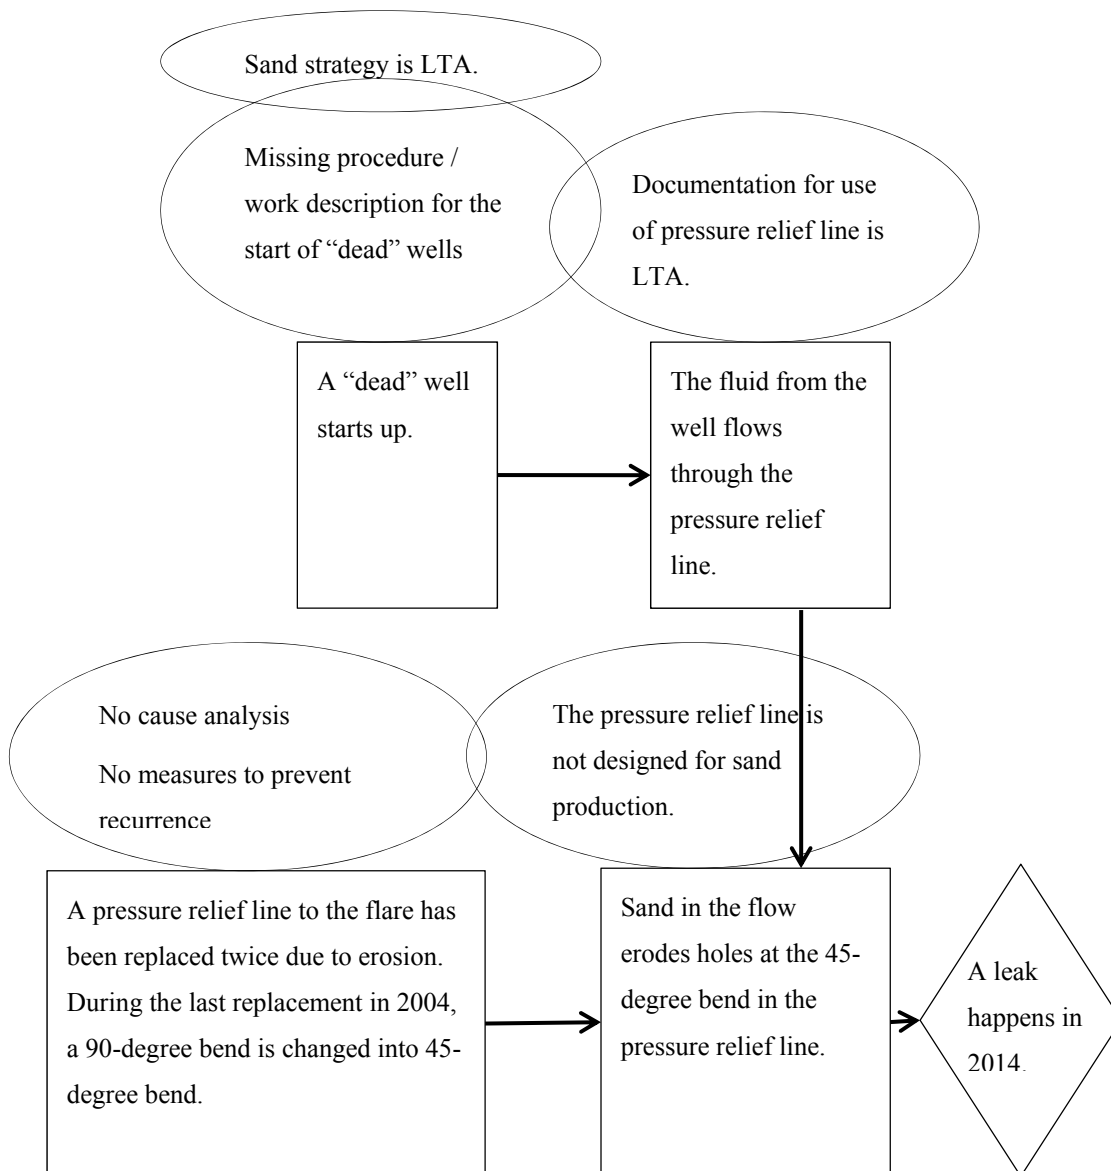 Sand strategy is LTA.
Missing procedure /
work description for the
start of “dead” wells
Documentation for use
of pressure relief line is
LTA.
A “dead” well
starts up.
The fluid from the
well flows
through the
pressure relief
line.
No cause analysis
No measures to prevent
recurrence
The pressure relief line is
not designed for sand
production.
A pressure relief line to the flare has
been replaced twice due to erosion.
During the last replacement in 2004,
a 90-degree bend is changed into 45-
degree bend.
Sand in the flow
erodes holes at the 45-
degree bend in the
pressure relief line.
A leak
happens in
2014.